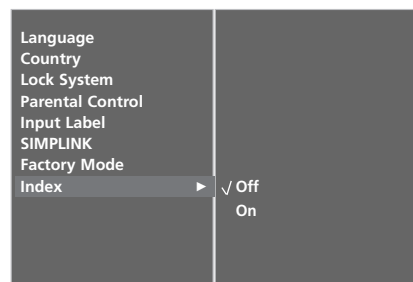 Language
Country
Lock System
Parental Control
Input Label
SIMPLINK
Factory Mode
Index ► √ Off
On